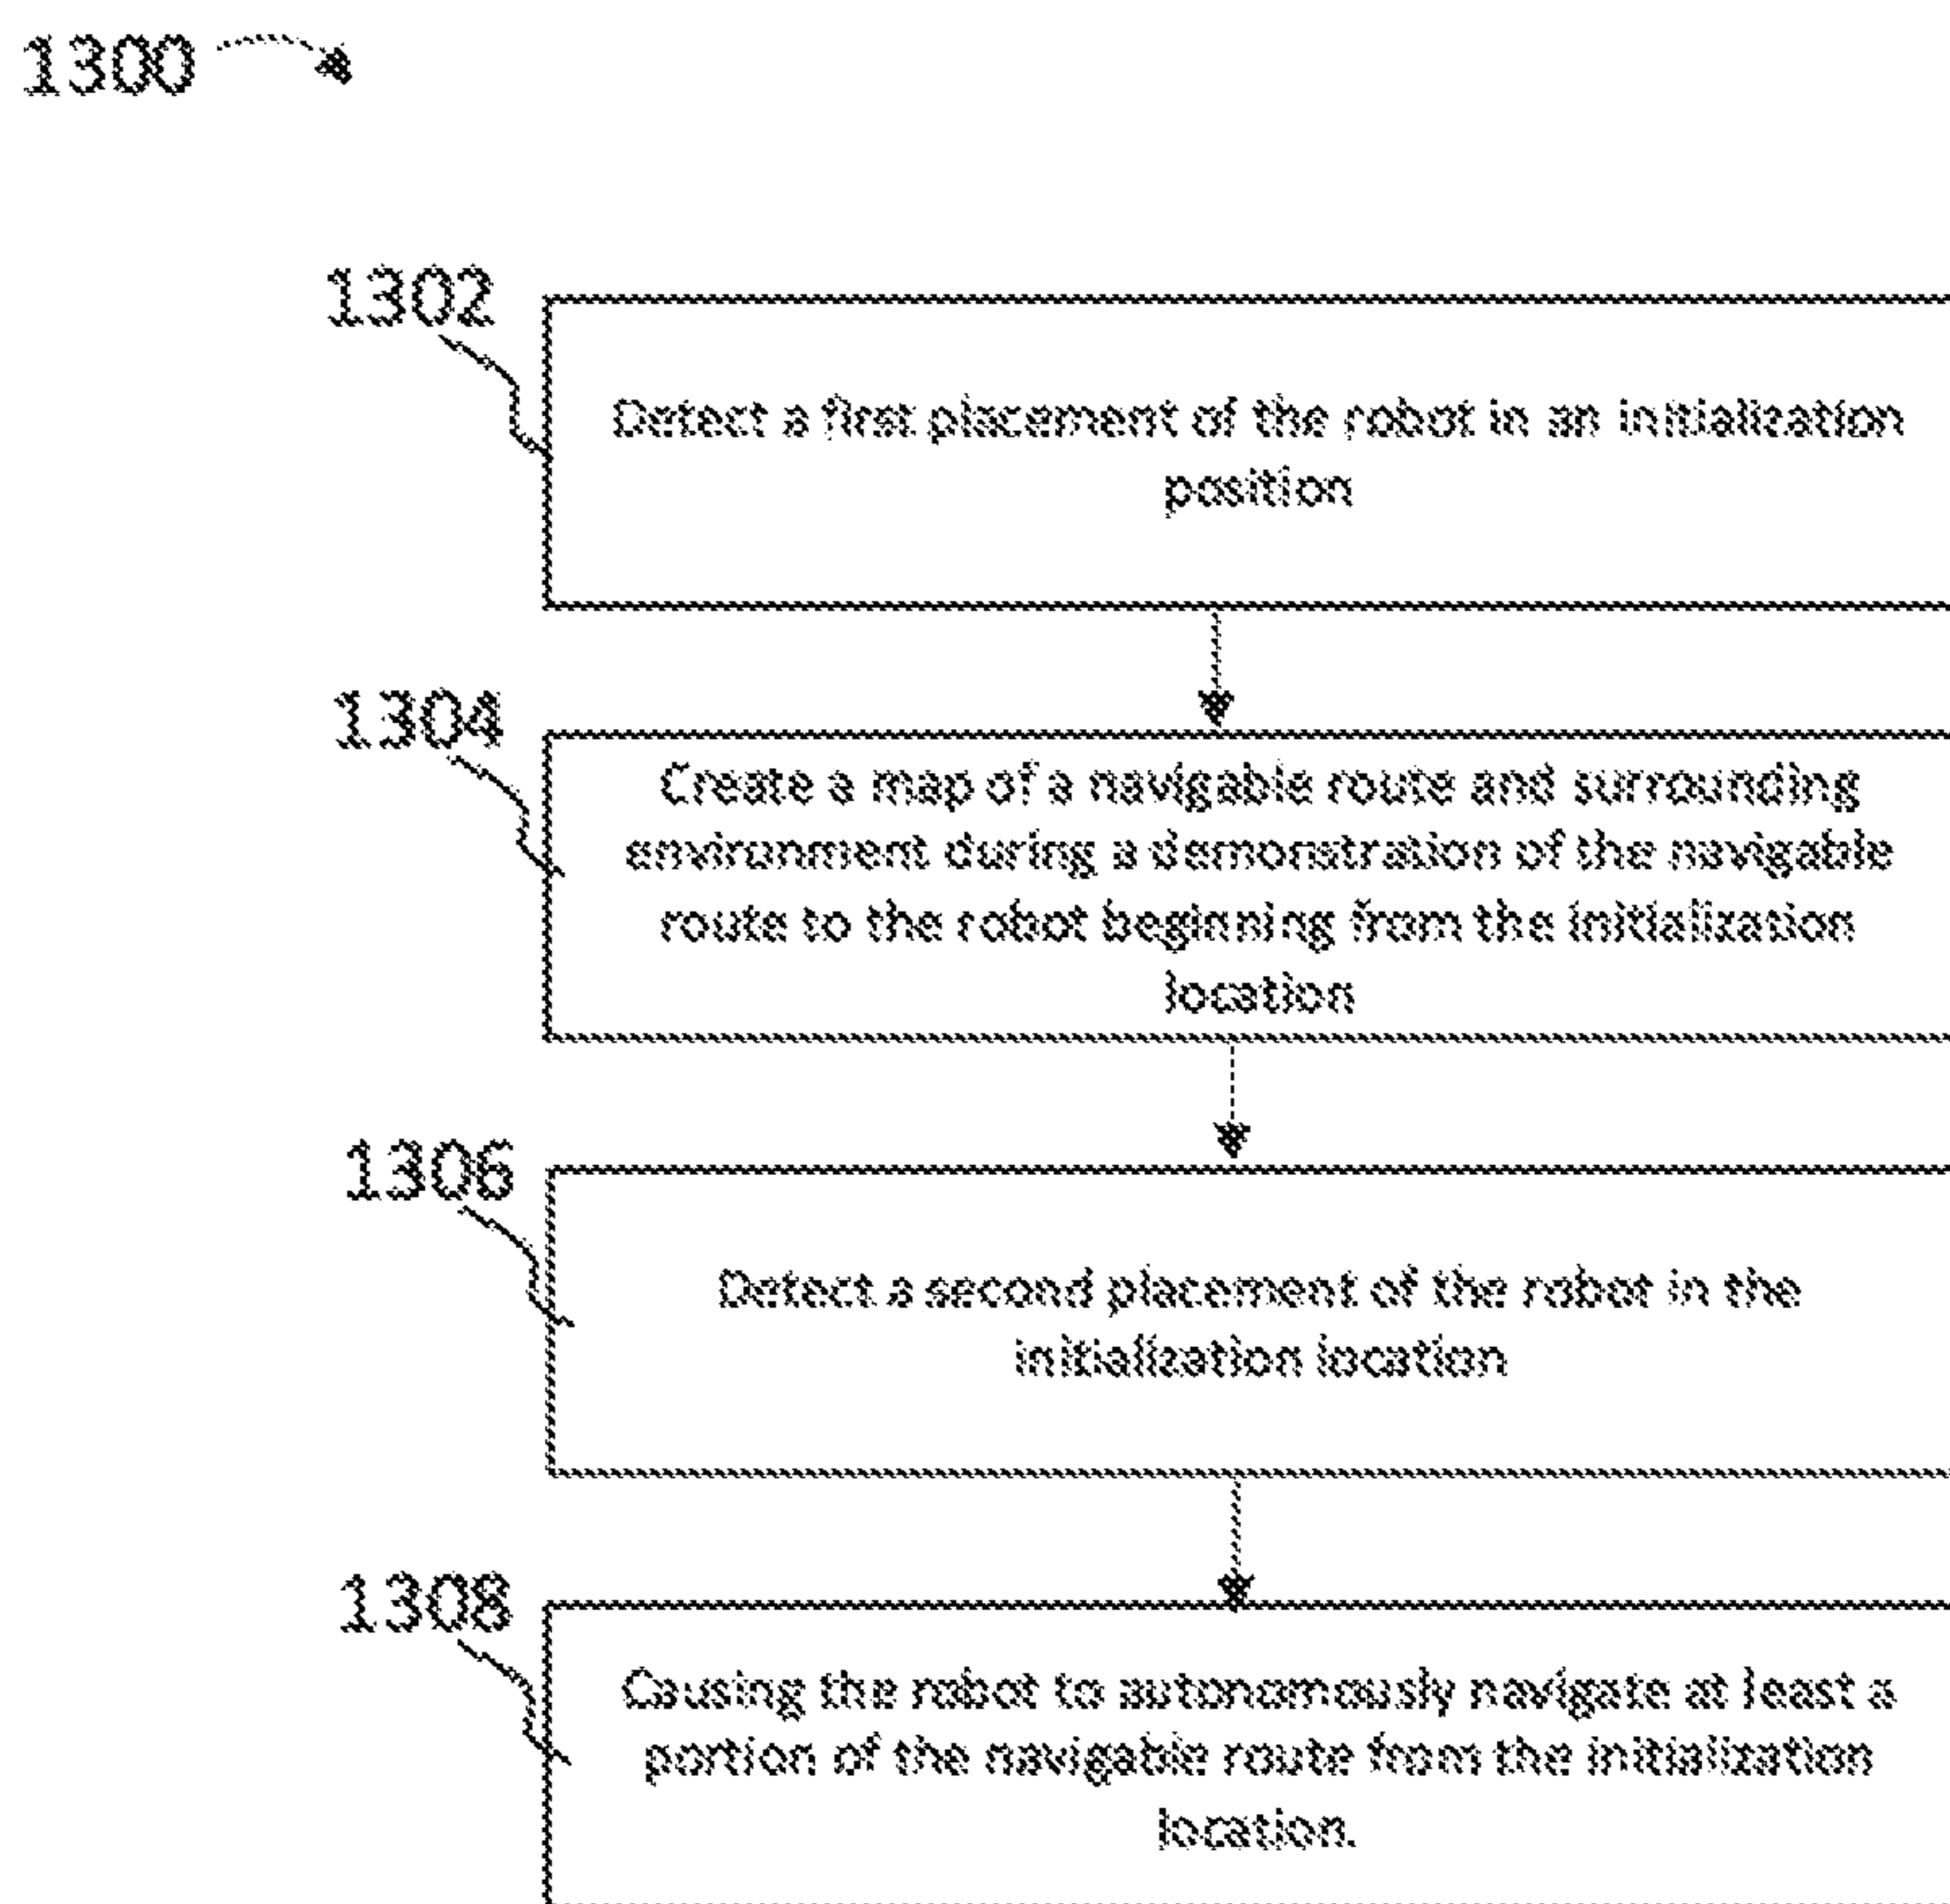 1300
1302
Detect a first placement of the robot in an initialization
position
1304
Create a map of a navigable route and surrounding
environment during a demonstration of the navigable
route to the robot beginning from the initialization
location
1306
Detect a second placement of the robot in the
initialization location
1308
Causing the robot to autonomously navigate at least a
portion of the navigable route from the initialization
location.